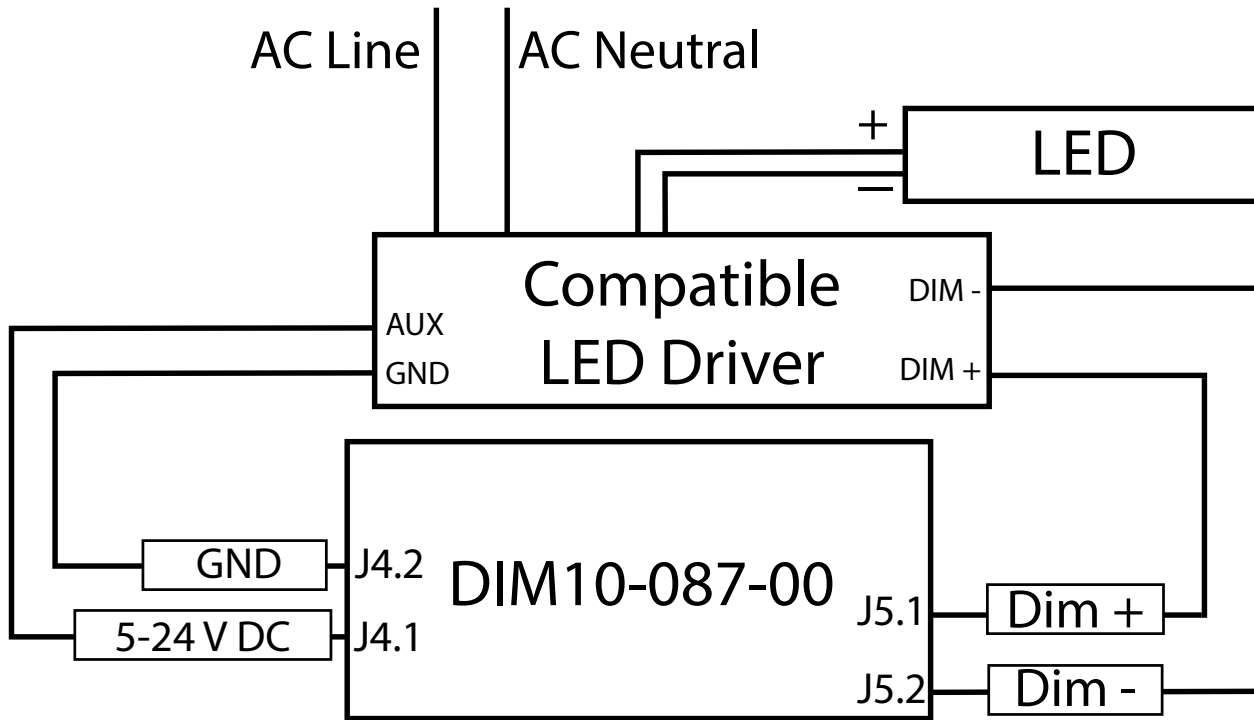 AC Line
AC Neutral
+
LED
–
Compatible
LED Driver
DIM -
AUX
GND
DIM +
GND
J4.2
DIM10-087-00
5-24 V DC
J4.1
J5.1
Dim +
J5.2
Dim -